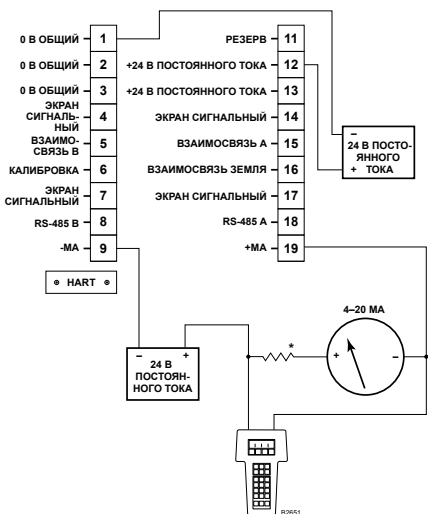 0 В ОБЩИЙ 1
0 В ОБЩИЙ 2
0 В ОБЩИЙ 3
ЭКРАН
СИГНАЛЬ-
НЫЙ 4
ВЗАИМО-
СВЯЗЬ B 5
КАЛИБРОВКА 6
ЭКРАН
СИГНАЛЬНЫЙ 7
RS-485 B 8
-МА 9
HART
РЕЗЕРВ 11
+24 В ПОСТОЯННОГО ТОКА 12
+24 В ПОСТОЯННОГО ТОКА 13
ЭКРАН СИГНАЛЬНЫЙ 14
ВЗАИМОСВЯЗЬ А 15
ВЗАИМОСВЯЗЬ ЗЕМЛЯ 16
ЭКРАН СИГНАЛЬНЫЙ 17
RS-485 А 18
+МА 19
–
24 В ПОСТО-
ЯННОГО
+ ТОКА
– +
24 В
ПОСТОЯН-
НОГО ТОКА
*
4–20 МА
+ –
B2651